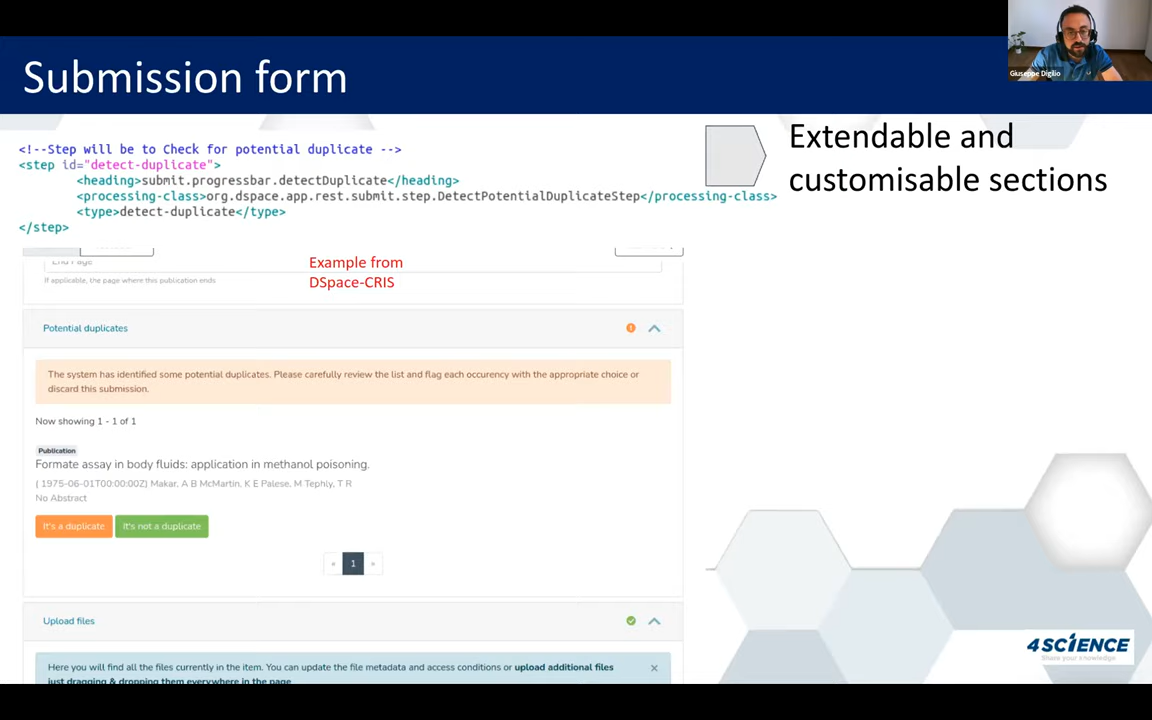 Giuseppe Digilio
Submission form
<!--Step will be to Check for potential duplicate -->
<step id="detect-duplicate">
<heading>submit.progressbar.detectDuplicate</heading>
<processing-class>org.dspace.app.rest.submit.step.DetectPotentialDuplicateStep</processing-class>
<type>detect-duplicate</type>
</step>
Extendable and
customisable sections
End Page
If applicable, the page where this publication ends
Example from
DSpace-CRIS
Potential duplicates
The system has identified some potential duplicates. Please carefully review the list and flag each occurency with the appropriate choice or
discard this submission.
Now showing 1 - 1 of 1
Publication
Formate assay in body fluids: application in methanol poisoning.
( 1975-06-01T00:00:00Z) Makar, A B McMartin, K E Palese, M Tephly, T R
No Abstract
It's a duplicate It's not a duplicate
« 1 »
Upload files
Here you will find all the files currently in the item. You can update the file metadata and access conditions or upload additional files
just dragging & dropping them everywhere in the page
4SCIENCE
Share your knowledge